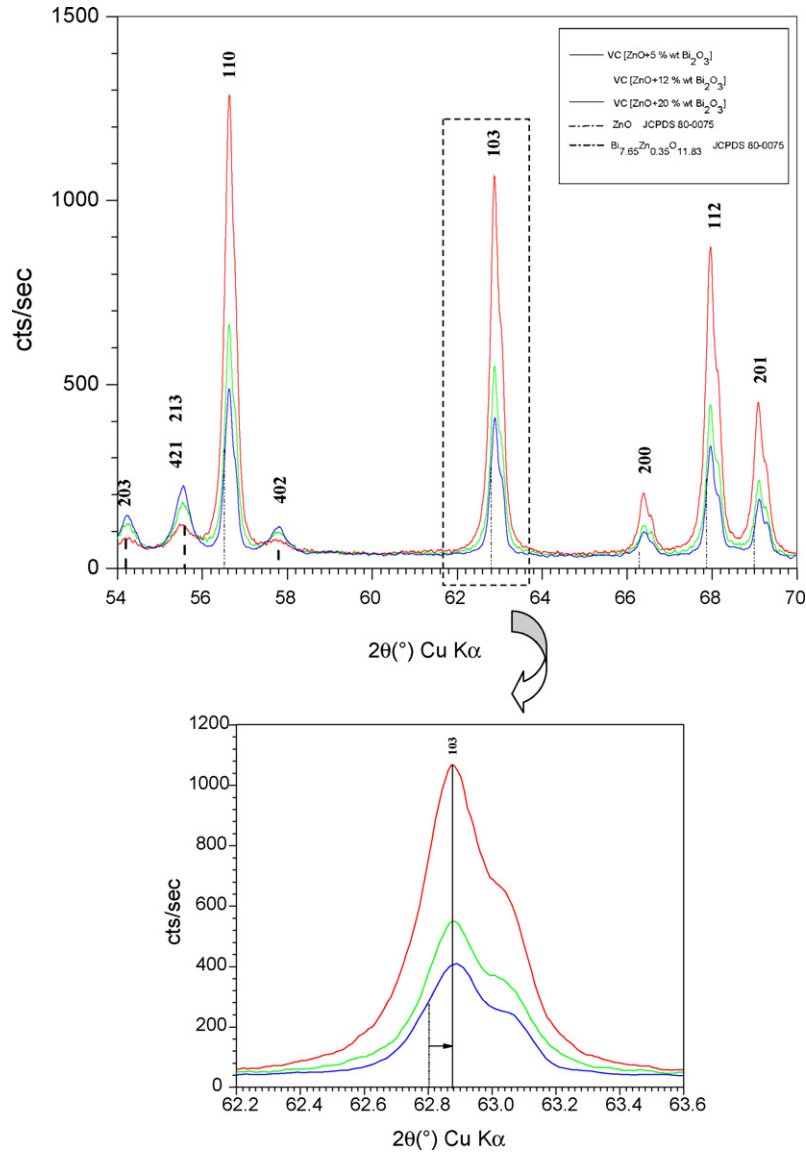 1500
1000
500
0
cts/sec
203
421 213
110
402
103
200
112
201
VC [ZnO+5 % wt Bi2O3]
VC [ZnO+12 % wt Bi2O3]
VC [ZnO+20 % wt Bi2O3]
ZnO JCPDS 80-0075
Bi7.65Zn0.35O11.83 JCPDS 80-0075
54 56 58 60 62 64 66 68 70
2θ(°) Cu Kα
1200
1000
800
600
400
200
0
cts/sec
103
62.2 62.4 62.6 62.8 63.0 63.2 63.4 63.6
2θ(°) Cu Kα